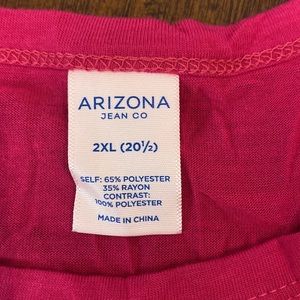 ARIZONA
JEAN CO
2XL (20½)
SELF: 65% POLYESTER
35% RAYON
CONTRAST:
100% POLYESTER
MADE IN CHINA